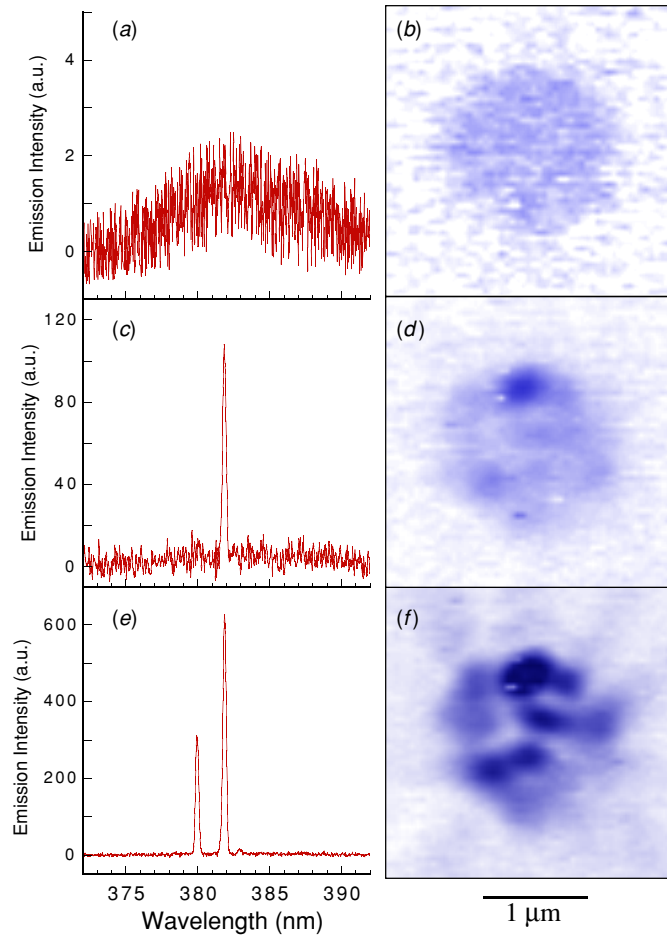 (a)
(b)
Emission Intensity (a.u.)
4
2
0
(c)
(d)
Emission Intensity (a.u.)
120
80
40
0
(e)
(f)
Emission Intensity (a.u.)
600
400
200
0
375 380 385 390
Wavelength (nm)
1 μm